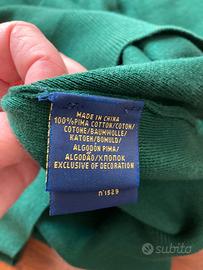 MADE IN CHINA
100%PIMA COTTON/COTON/
COTONE/BAUMWOLLE/
KATOEN/BOMULD/
ALGODÓN PIMA/
ALGODÃO/ХЛОПОК
EXCLUSIVE OF DECORATION
n°1529
subito